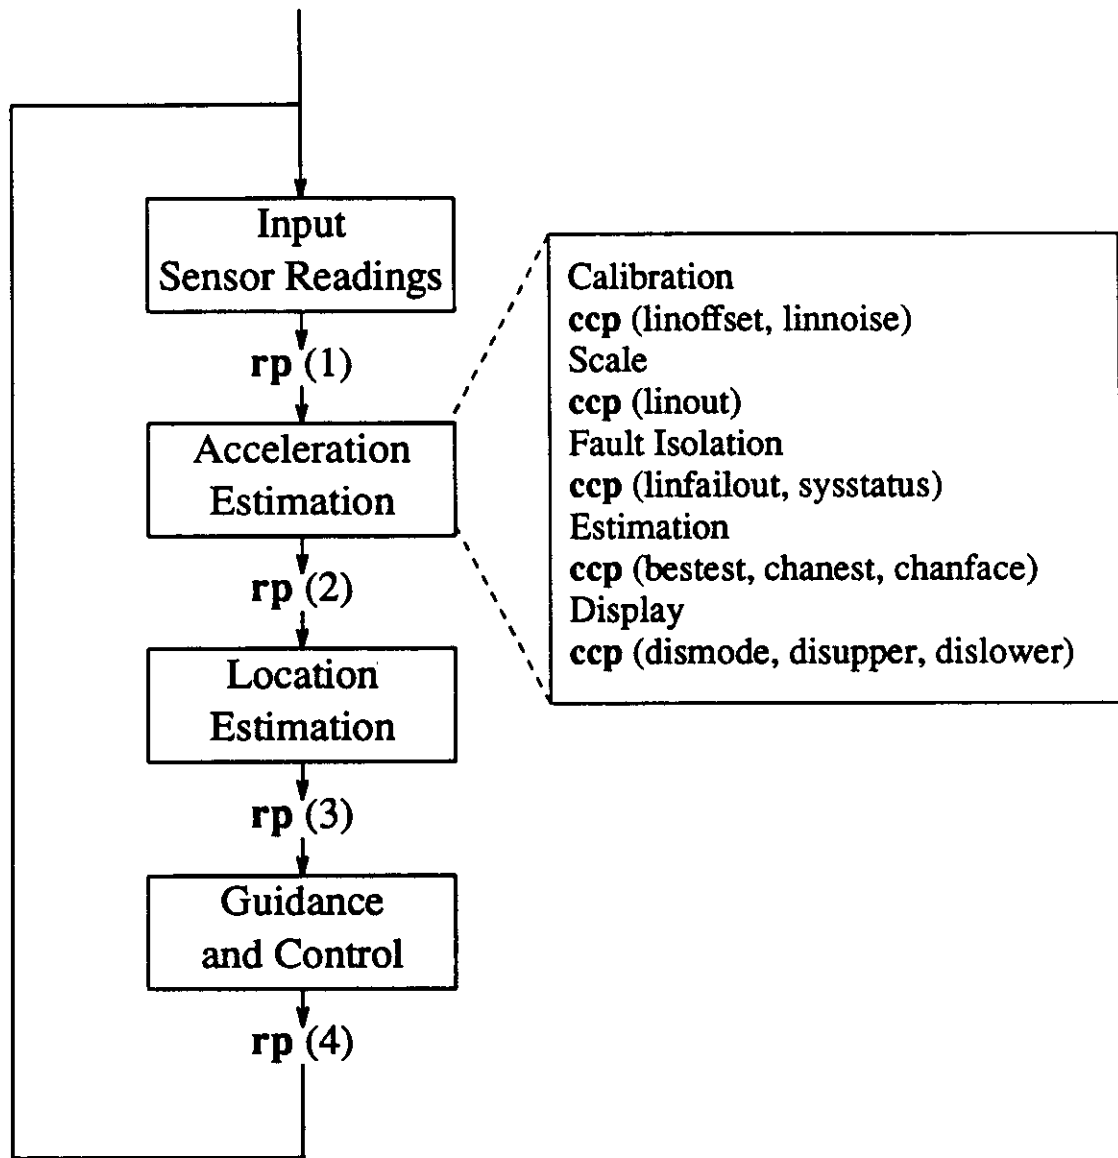 Input
Sensor Readings
rp (1)
Acceleration
Estimation
rp (2)
Location
Estimation
rp (3)
Guidance
and Control
rp (4)
Calibration
ccp (linoffset, linnoise)
Scale
ccp (linout)
Fault Isolation
ccp (linfailout, sysstatus)
Estimation
ccp (bestest, chanest, chanface)
Display
ccp (dismode, disupper, dislower)